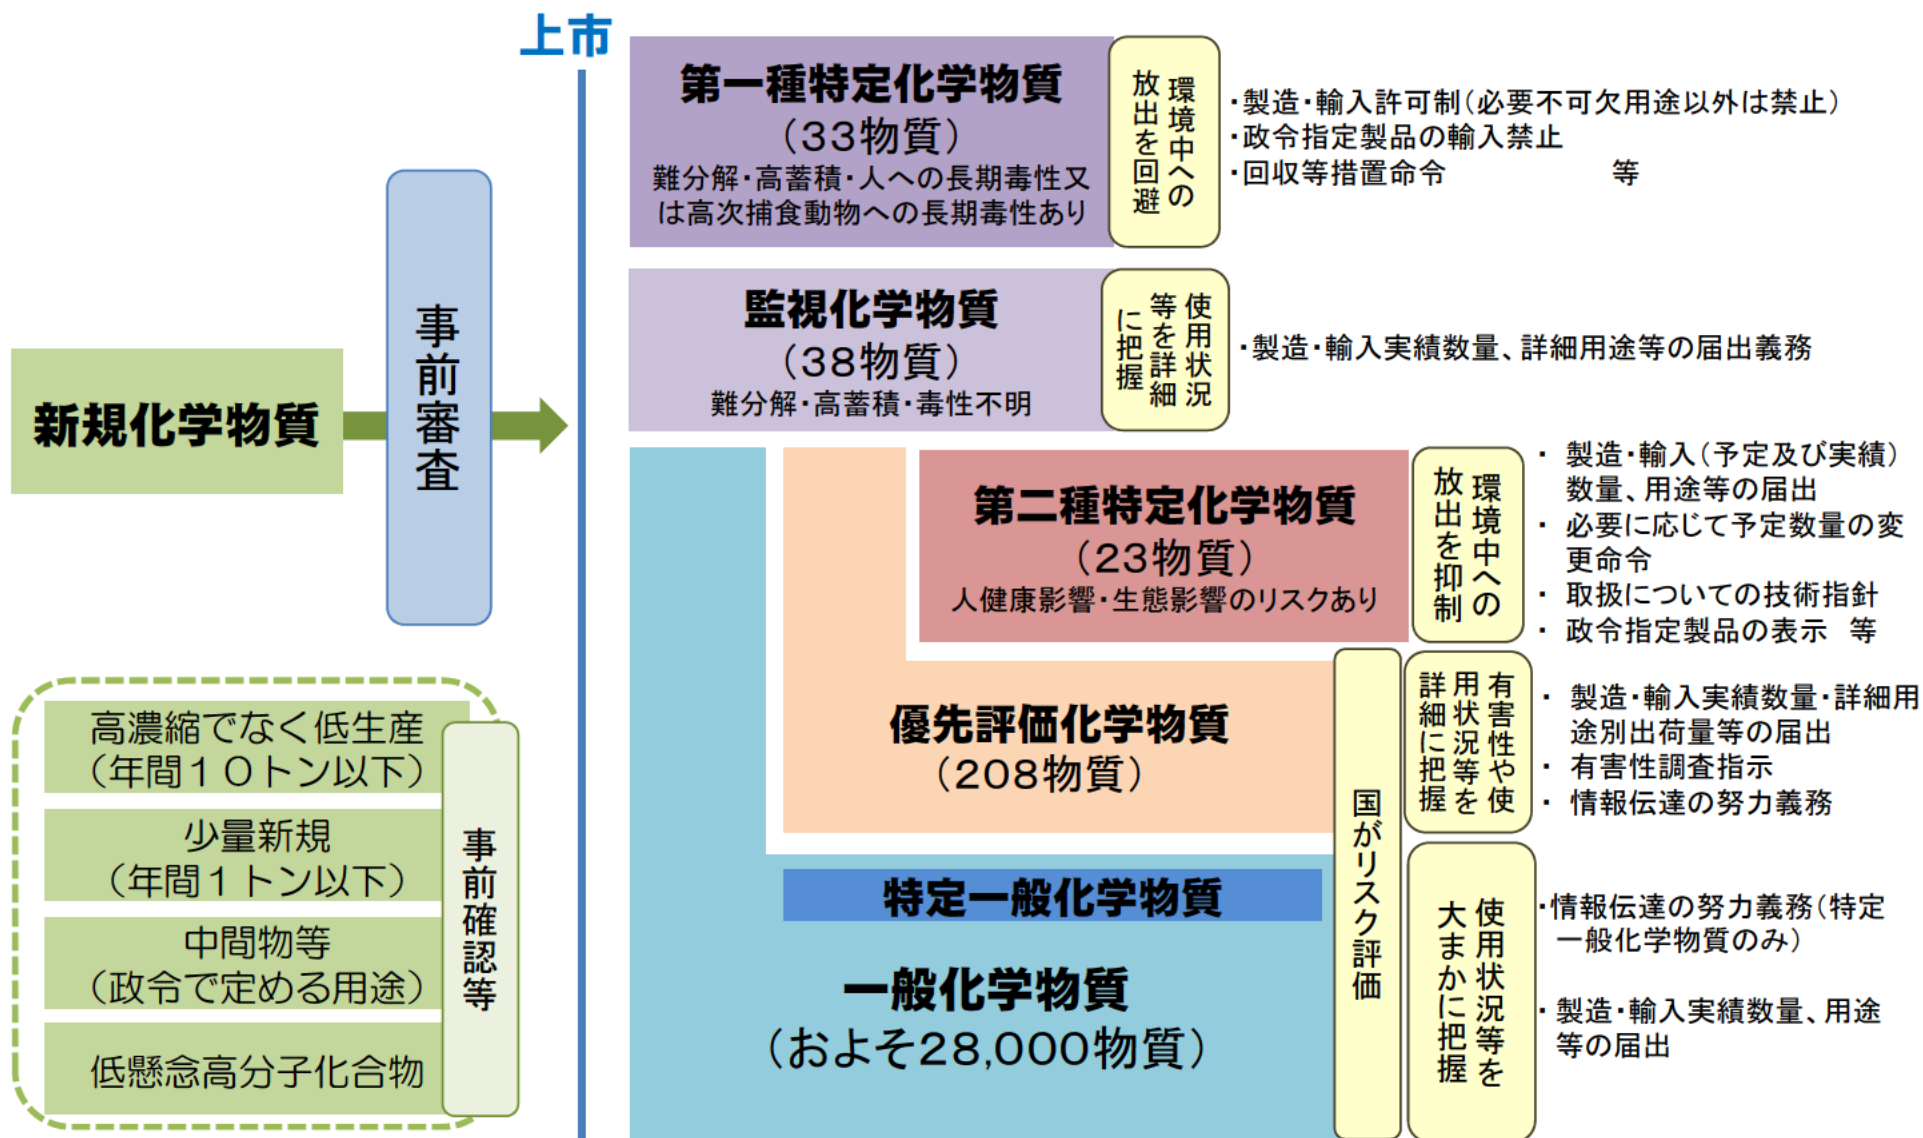 上市
新規化学物質
事前審査
高濃縮でなく低生産
（年間１０トン以下）
少量新規
（年間１トン以下）
中間物等
（政令で定める用途）
低懸念高分子化合物
事前確認等
第一種特定化学物質
（33物質）
難分解・高蓄積・人への長期毒性又
は高次捕食動物への長期毒性あり
環境中への
放出を回避
・製造・輸入許可制（必要不可欠用途以外は禁止）
・政令指定製品の輸入禁止
・回収等措置命令　　　　　　等
監視化学物質
（38物質）
難分解・高蓄積・毒性不明
使用状況
等を詳細
に把握
・製造・輸入実績数量、詳細用途等の届出義務
第二種特定化学物質
（23物質）
人健康影響・生態影響のリスクあり
環境中への
放出を抑制
・ 製造・輸入（予定及び実績）
数量、用途等の届出
・ 必要に応じて予定数量の変
更命令
・ 取扱についての技術指針
・ 政令指定製品の表示　等
優先評価化学物質
（208物質）
国がリスク評価
有害性や使
用状況等を
詳細に把握
・ 製造・輸入実績数量・詳細用
途別出荷量等の届出
・ 有害性調査指示
・ 情報伝達の努力義務
特定一般化学物質
一般化学物質
（およそ28,000物質）
使用状況等を
大まかに把握
・情報伝達の努力義務（特定
一般化学物質のみ）
・製造・輸入実績数量、用途
等の届出